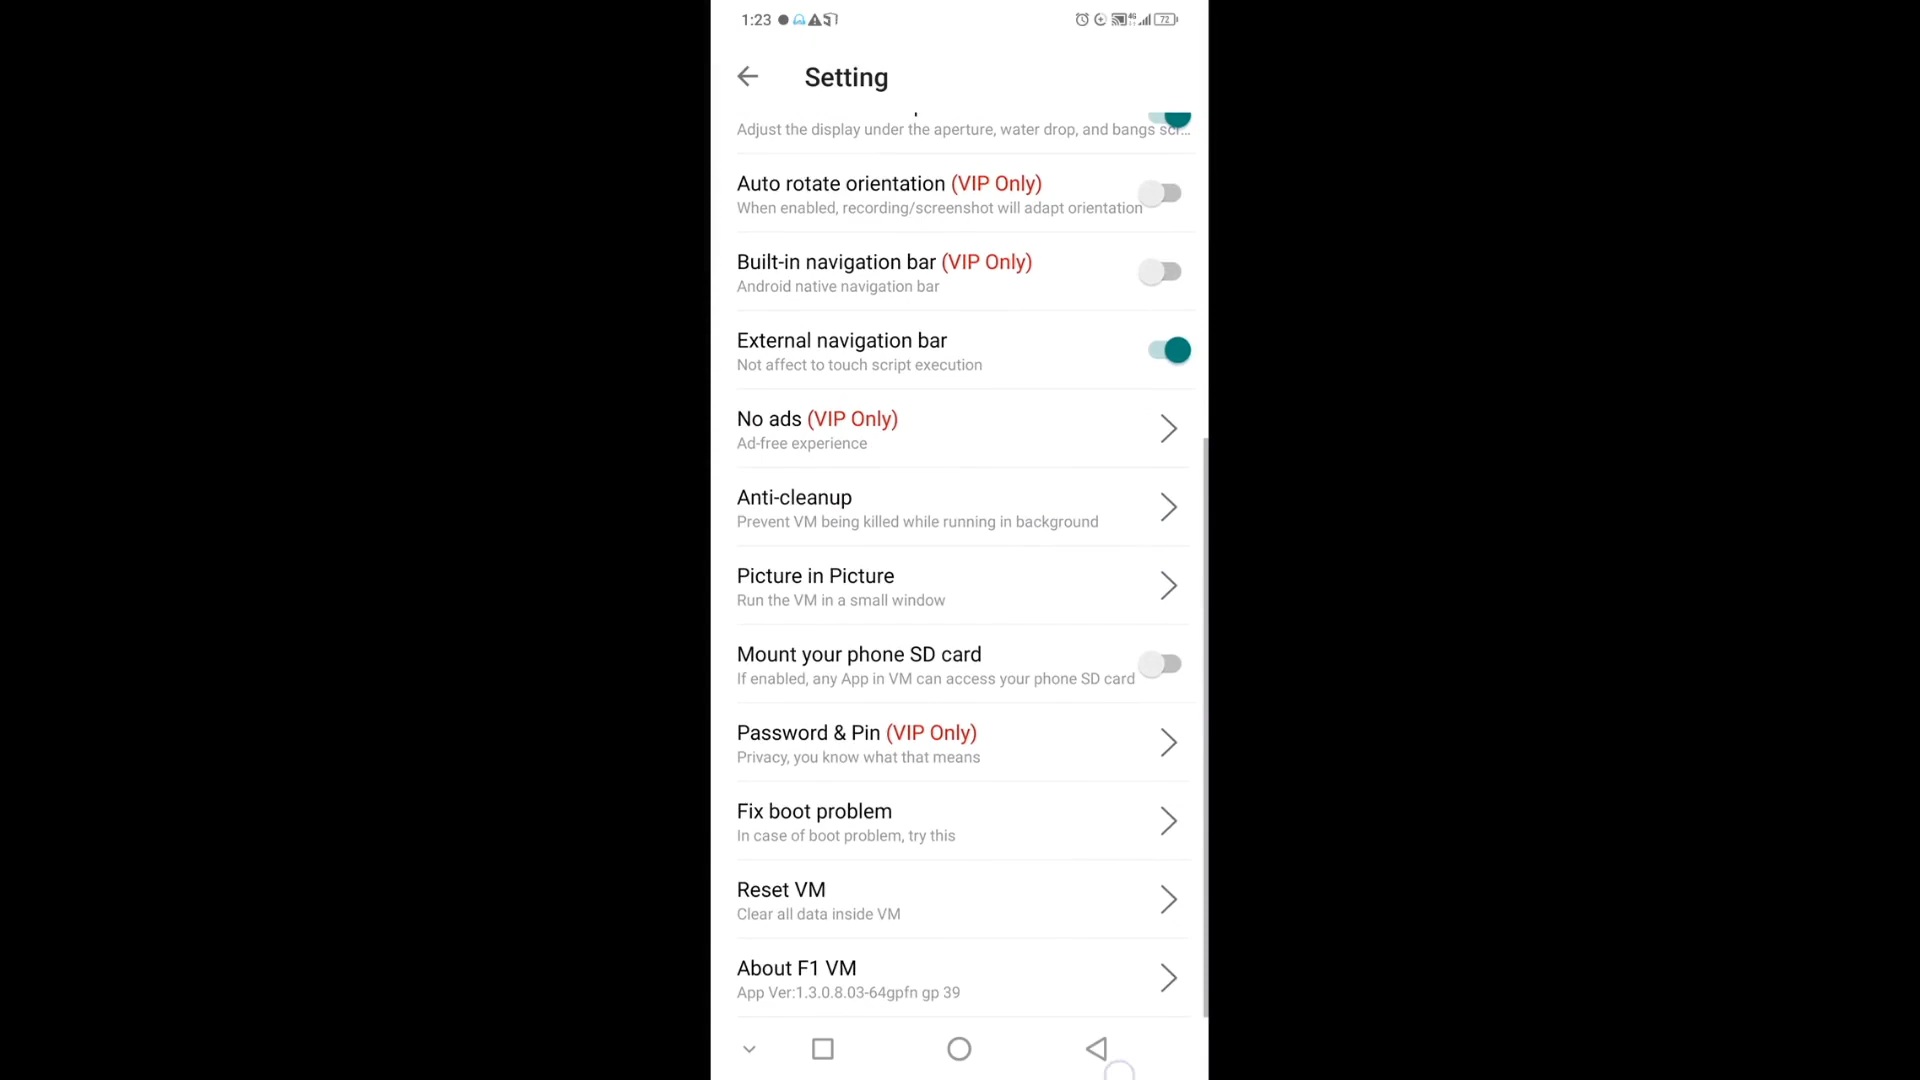 1:23
4G
72
Setting
Adjust the display under the aperture, water drop, and bangs scr...
Auto rotate orientation (VIP Only)
When enabled, recording/screenshot will adapt orientation
Built-in navigation bar (VIP Only)
Android native navigation bar
External navigation bar
Not affect to touch script execution
No ads (VIP Only)
Ad-free experience
Anti-cleanup
Prevent VM being killed while running in background
Picture in Picture
Run the VM in a small window
Mount your phone SD card
If enabled, any App in VM can access your phone SD card
Password & Pin (VIP Only)
Privacy, you know what that means
Fix boot problem
In case of boot problem, try this
Reset VM
Clear all data inside VM
About F1 VM
App Ver:1.3.0.8.03-64gpfn gp 39